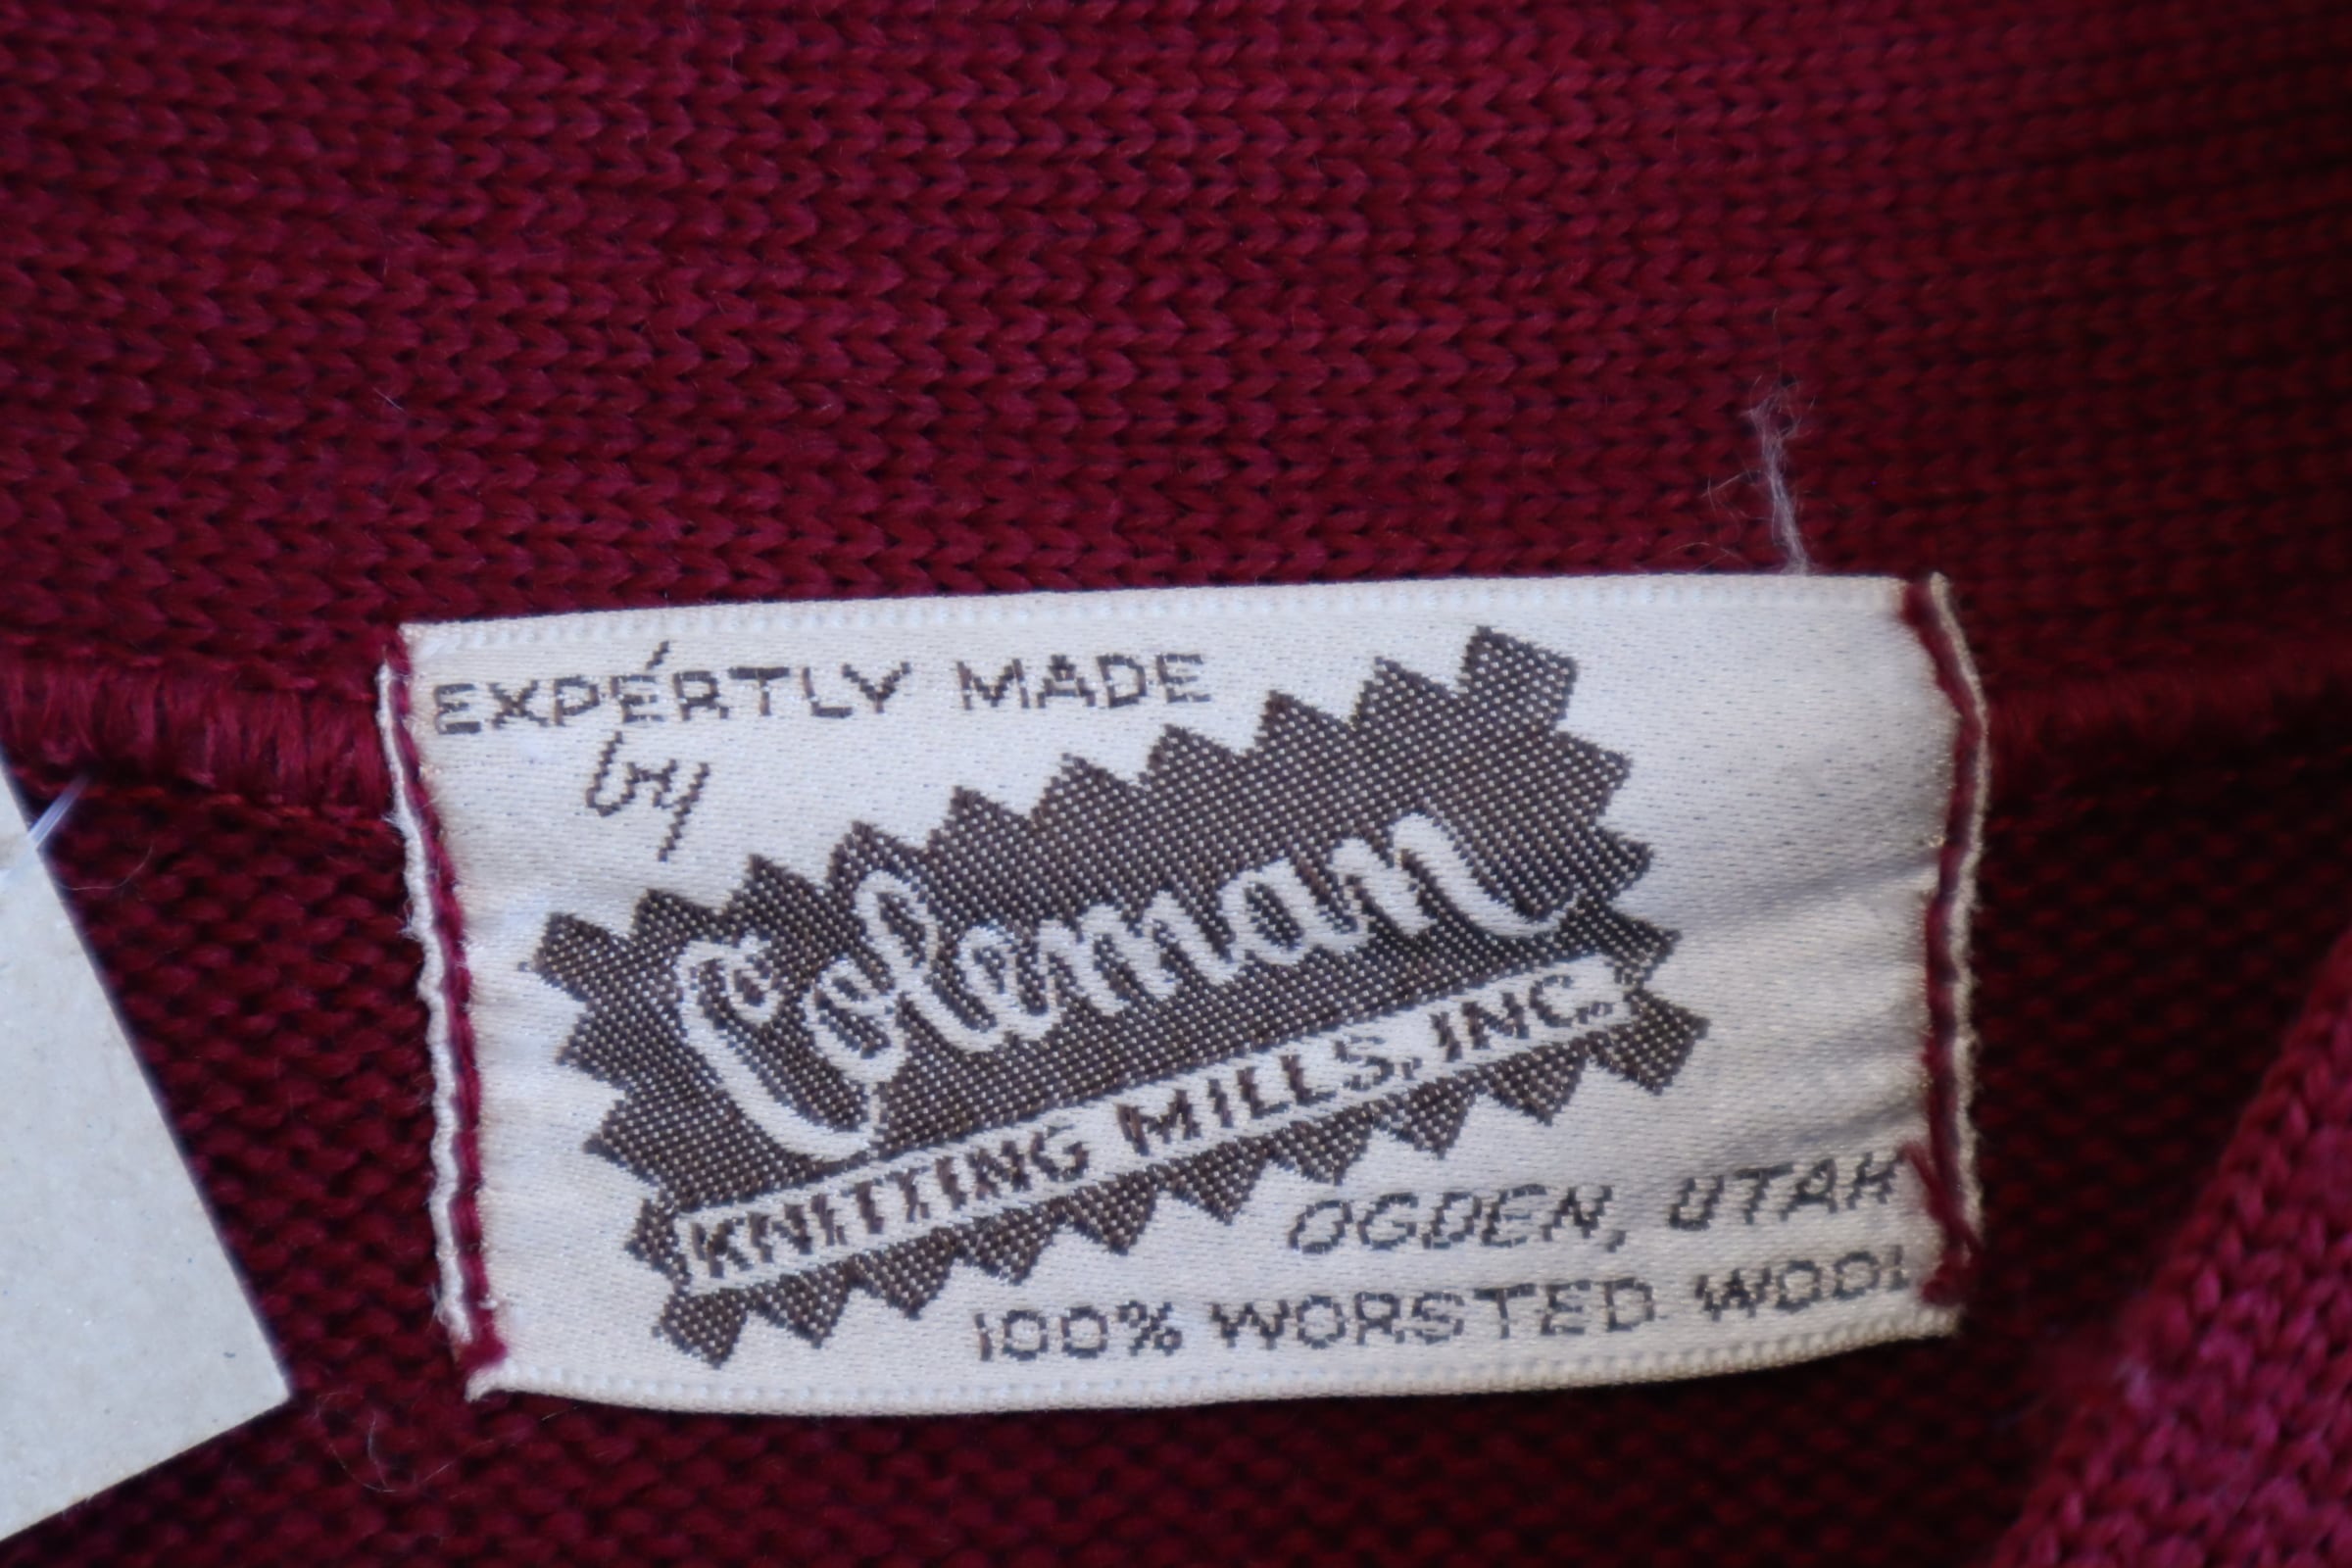 EXPERTLY MADE
by
Coleman
KNITTING MILLS, INC.
OGDEN, UTAH
100% WORSTED WOOL